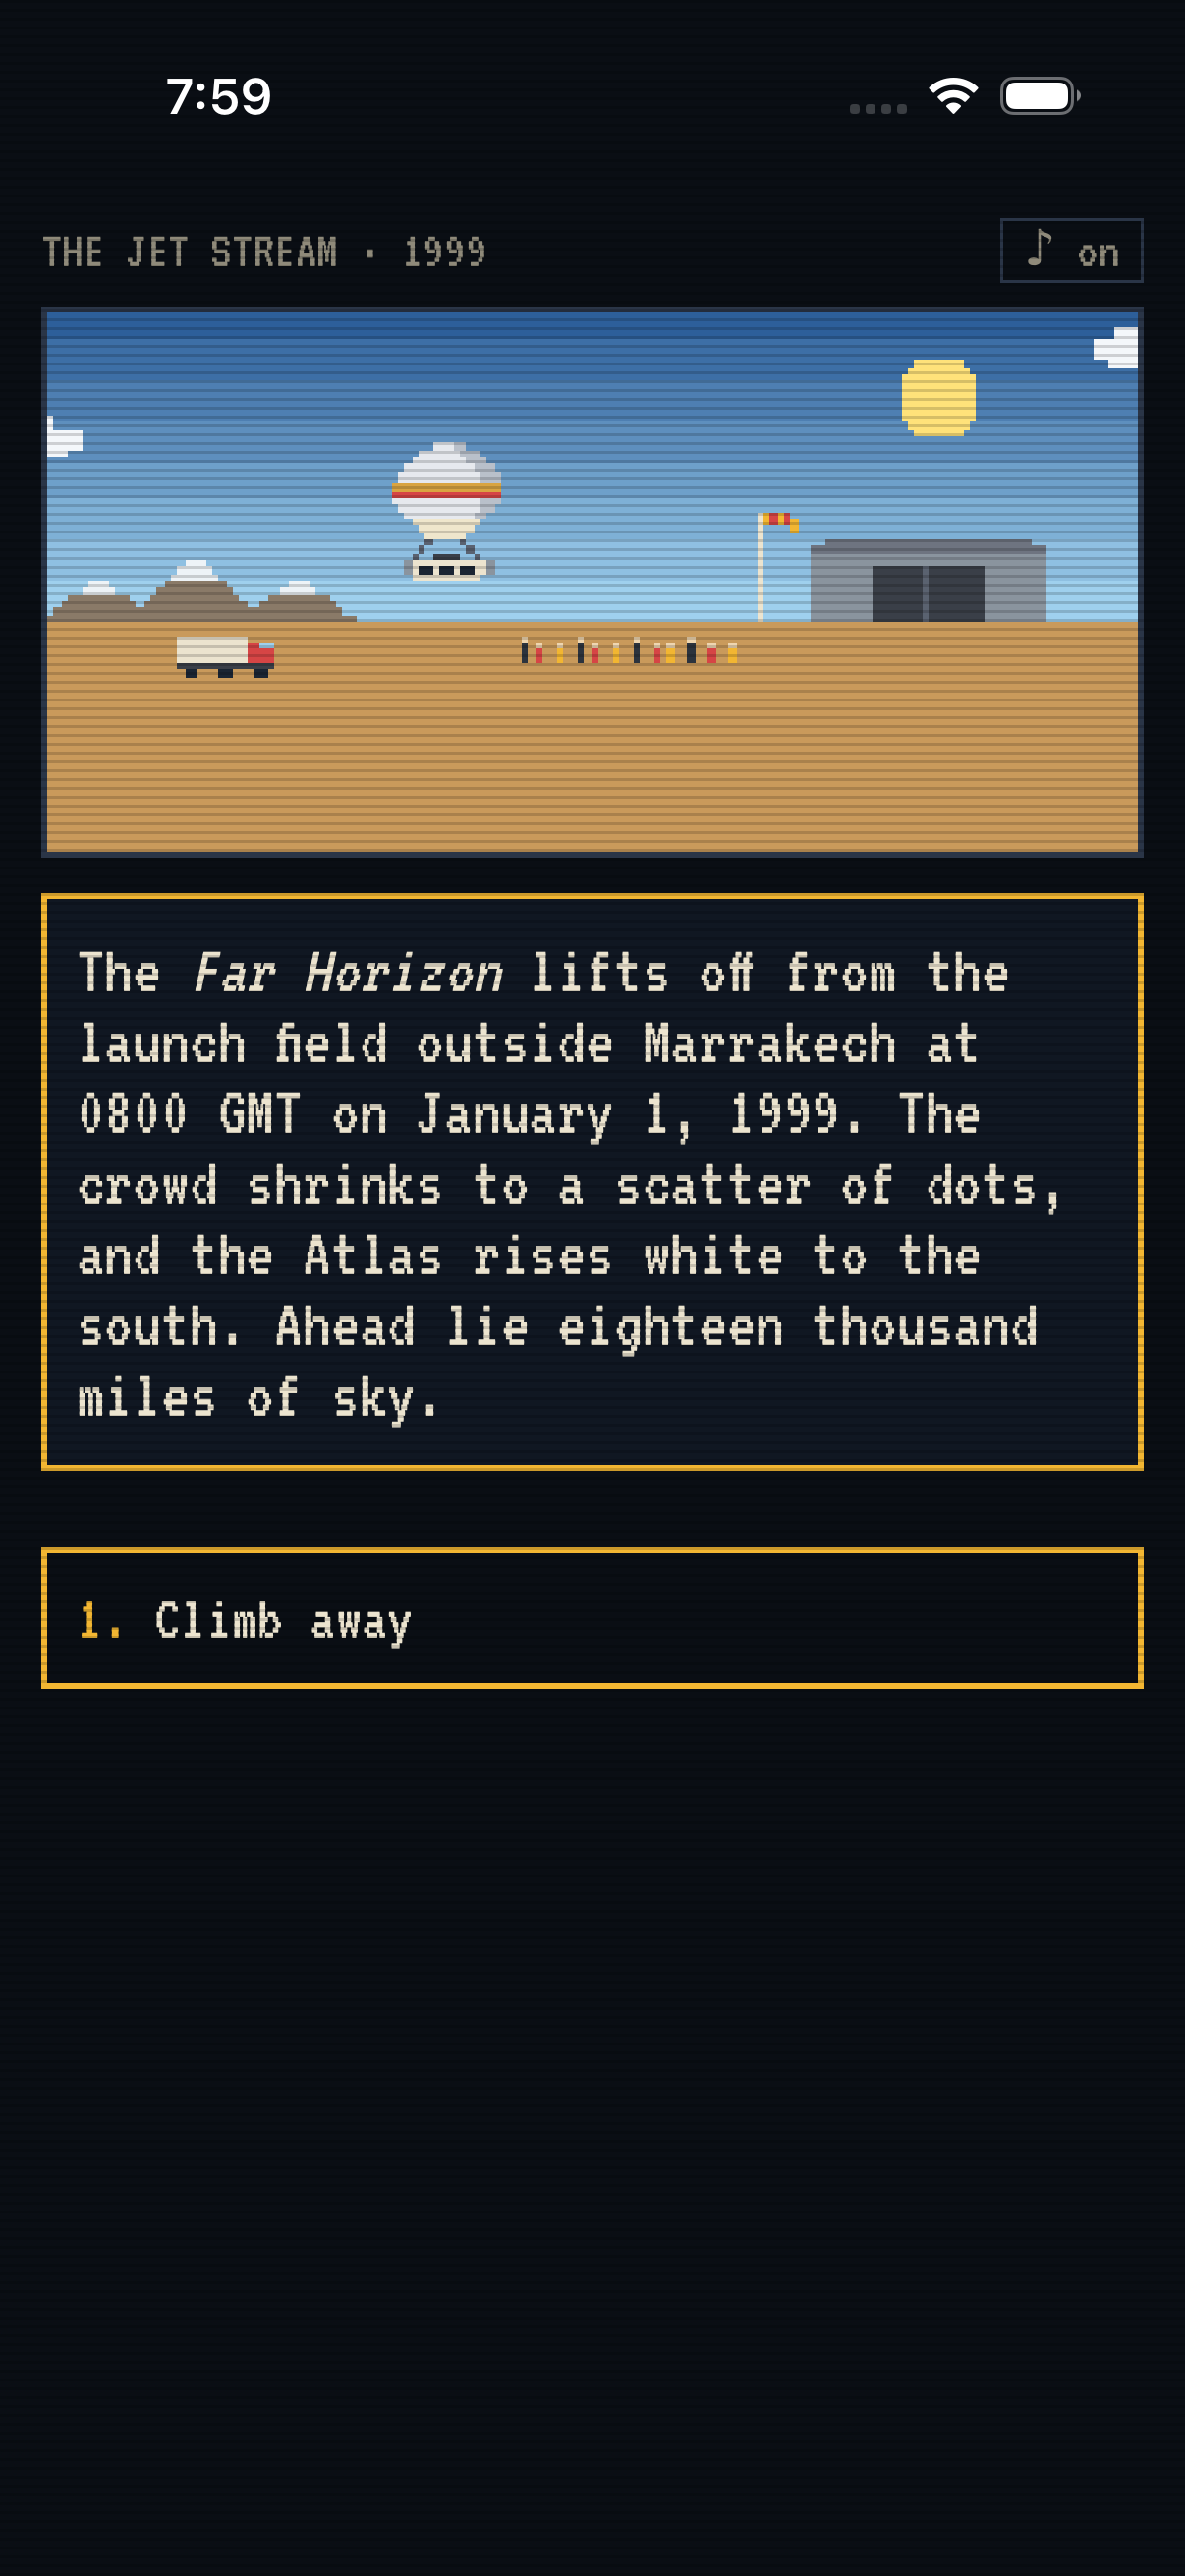 7:59
THE JET STREAM · 1999
♪ on
The Far Horizon lifts off from the
launch field outside Marrakech at
0800 GMT on January 1, 1999. The
crowd shrinks to a scatter of dots,
and the Atlas rises white to the
south. Ahead lie eighteen thousand
miles of sky.
1. Climb away